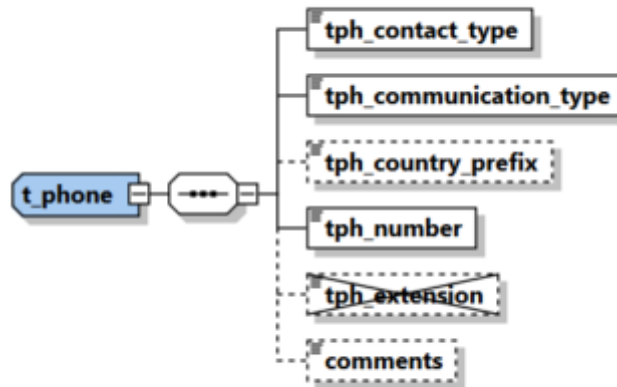 tph_contact_type
tph_communication_type
tph_country_prefix
t_phone
tph_number
tph_extension
comments